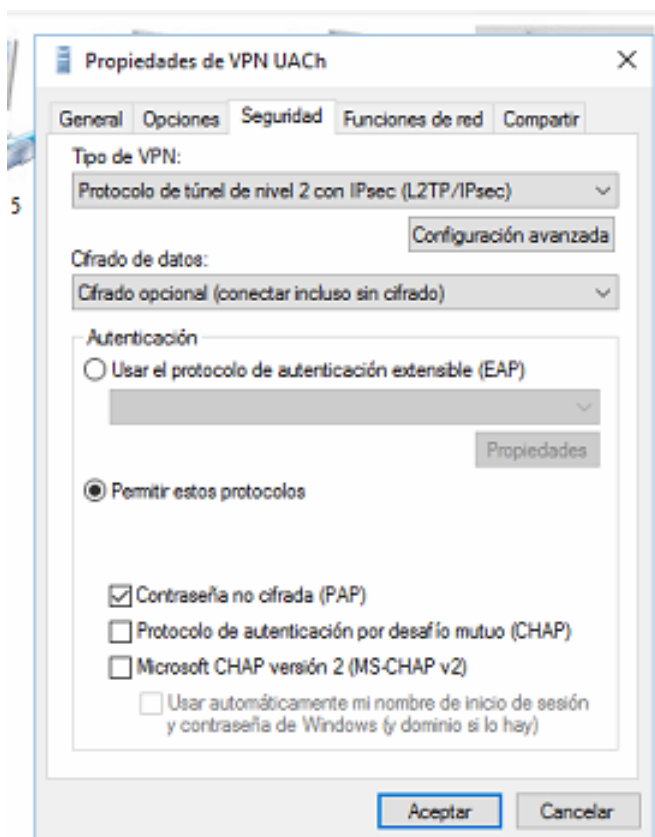 Propiedades de VPN UACh
General Opciones Seguridad Funciones de red Compartir
Tipo de VPN:
5
Protocolo de túnel de nivel 2 con IPsec (L2TP/IPsec)
Configuración avanzada
Cifrado de datos:
Cifrado opcional (conectar incluso sin cifrado)
Autenticación
Usar el protocolo de autenticación extensible (EAP)
Propiedades
Permitir estos protocolos
Contraseña no cifrada (PAP)
Protocolo de autenticación por desafío mutuo (CHAP)
Microsoft CHAP versión 2 (MS-CHAP v2)
Usar automáticamente mi nombre de inicio de sesión
y contraseña de Windows (y dominio si lo hay)
Aceptar Cancelar